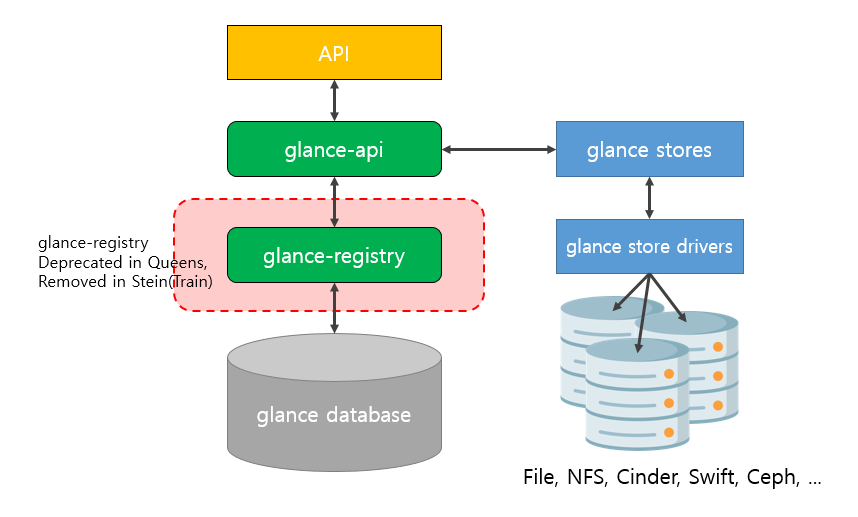 API
glance-api
glance stores
glance-registry
Deprecated in Queens,
Removed in Stein(Train)
glance-registry
glance store drivers
glance database
File, NFS, Cinder, Swift, Ceph, ...